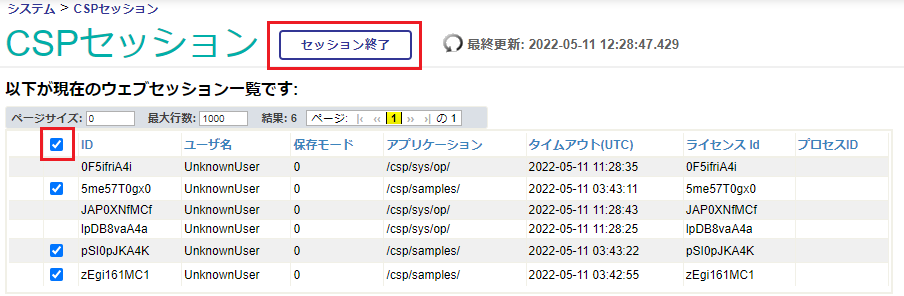 システム > CSPセッション
CSPセッション セッション終了 最終更新: 2022-05-11 12:28:47.429
以下が現在のウェブセッション一覧です:
ページサイズ: 0 最大行数: 1000 結果: 6 ページ: |‹ ‹‹ 1 ›› ›| の 1
ID ユーザ名 保存モード アプリケーション タイムアウト(UTC) ライセンス Id プロセスID
0F5ifriA4i UnknownUser 0 /csp/sys/op/ 2022-05-11 11:28:35 0F5ifriA4i
5me57T0gx0 UnknownUser 0 /csp/samples/ 2022-05-11 03:43:11 5me57T0gx0
JAP0XNfMCf UnknownUser 0 /csp/sys/op/ 2022-05-11 11:28:43 JAP0XNfMCf
lpDB8vaA4a UnknownUser 0 /csp/sys/op/ 2022-05-11 11:28:25 lpDB8vaA4a
pSI0pJKA4K UnknownUser 0 /csp/samples/ 2022-05-11 03:43:22 pSI0pJKA4K
zEgi161MC1 UnknownUser 0 /csp/samples/ 2022-05-11 03:42:55 zEgi161MC1